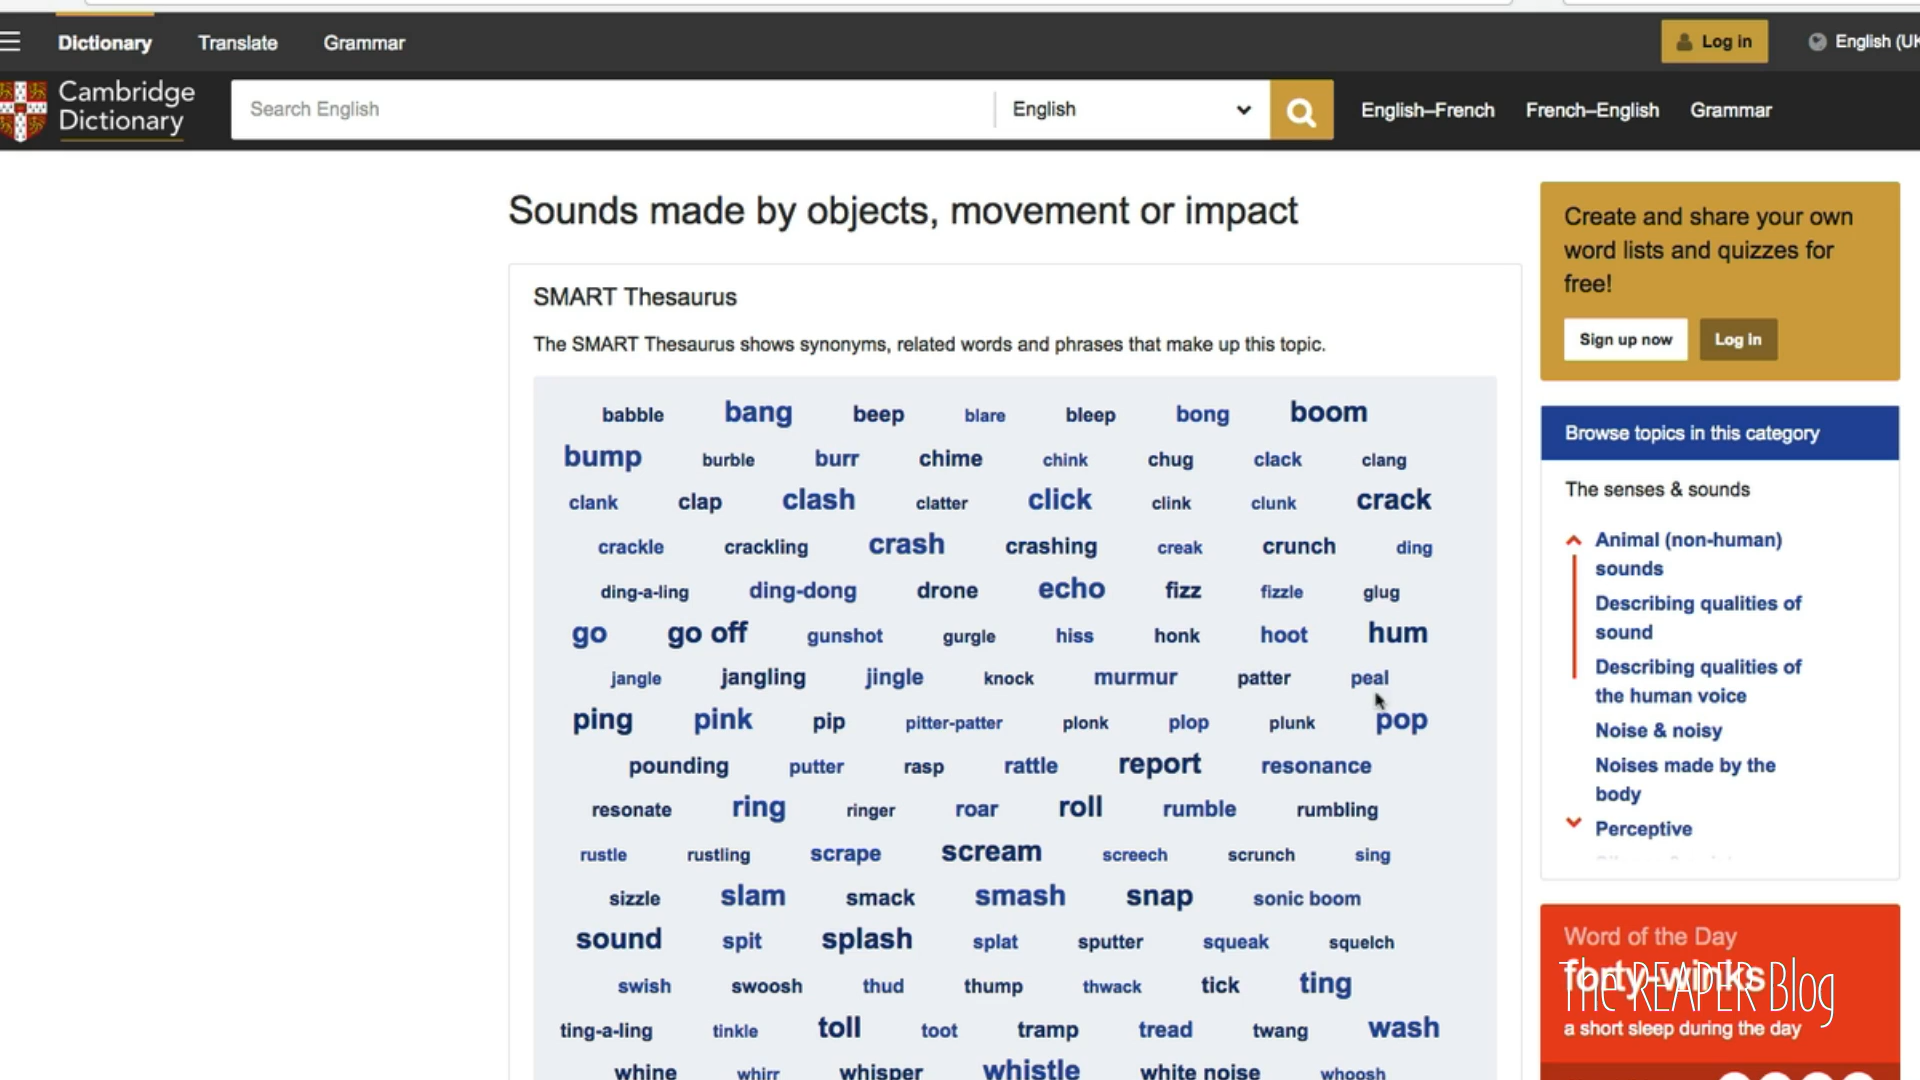 Dictionary Translate Grammar Log in English (UK
Cambridge
Dictionary
Search English English English–French French–English Grammar
Sounds made by objects, movement or impact
SMART Thesaurus
The SMART Thesaurus shows synonyms, related words and phrases that make up this topic.
babble bang beep blare bleep bong boom
bump burble burr chime chink chug clack clang
clank clap clash clatter click clink clunk crack
crackle crackling crash crashing creak crunch ding
ding-a-ling ding-dong drone echo fizz fizzle glug
go go off gunshot gurgle hiss honk hoot hum
jangle jangling jingle knock murmur patter peal
ping pink pip pitter-patter plonk plop plunk pop
pounding putter rasp rattle report resonance
resonate ring ringer roar roll rumble rumbling
rustle rustling scrape scream screech scrunch sing
sizzle slam smack smash snap sonic boom
sound spit splash splat sputter squeak squelch
swish swoosh thud thump thwack tick ting
ting-a-ling tinkle toll toot tramp tread twang wash
whine whirr whisper whistle white noise whoosh
Create and share your own
word lists and quizzes for
free!
Sign up now Log in
Browse topics in this category
The senses & sounds
Animal (non-human)
sounds
Describing qualities of
sound
Describing qualities of
the human voice
Noise & noisy
Noises made by the
body
Perceptive
Word of the Day
forty winks
The REAPER Blog
a short sleep during the day